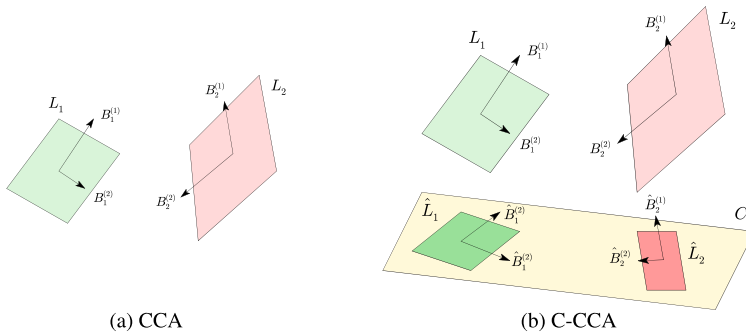 L₁
B₁⁽¹⁾
B₁⁽²⁾
B₂⁽¹⁾
L₂
B₂⁽²⁾
(a) CCA
L₁
B₁⁽¹⁾
B₁⁽²⁾
B₂⁽¹⁾
L₂
B₂⁽²⁾
L̂₁
B̂₁⁽²⁾
B̂₁⁽²⁾
B̂₂⁽¹⁾
C
B̂₂⁽²⁾
L̂₂
(b) C-CCA